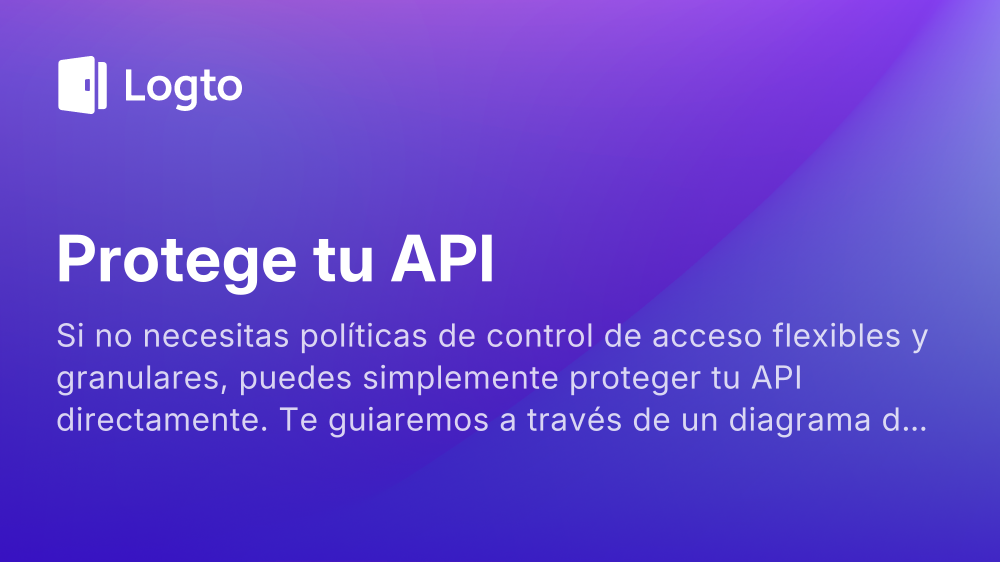 Logto
Protege tu API
Si no necesitas políticas de control de acceso flexibles y
granulares, puedes simplemente proteger tu API
directamente. Te guiaremos a través de un diagrama d...